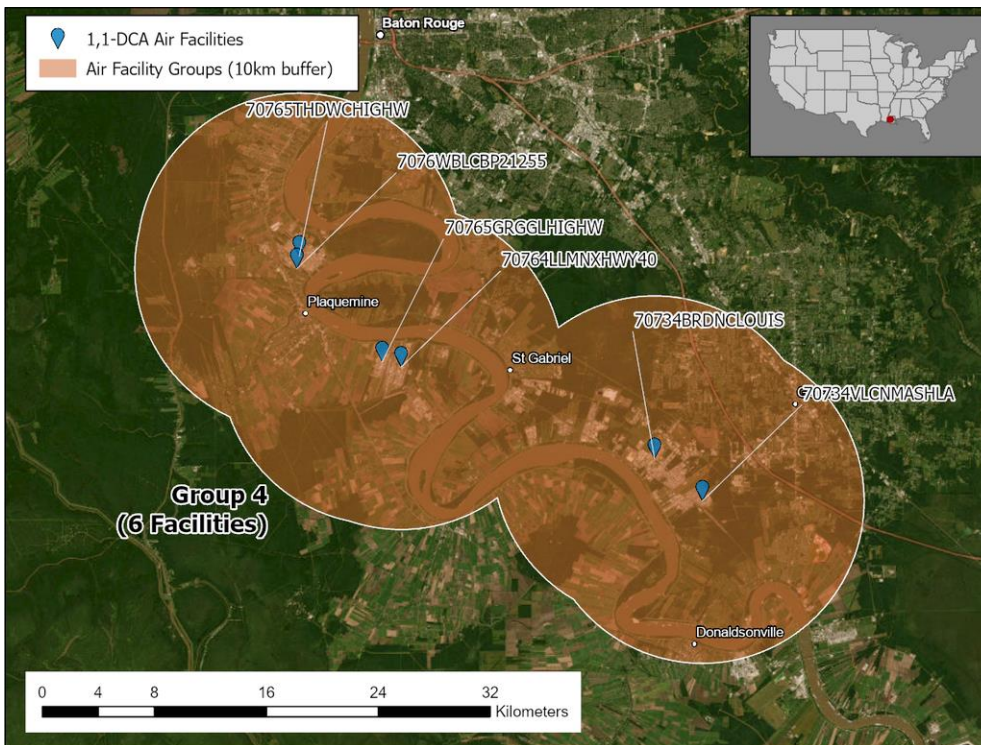 1,1-DCA Air Facilities
Air Facility Groups (10km buffer)
Baton Rouge
70765THDWCHIGHW
7076WBLCBP21255
70765GRGGLHIGHW
70764LLMNXHWY40
Plaquemine
70734BRDNCLOUIS
St Gabriel
70734VLCNMASHLA
Group 4
(6 Facilities)
Donaldsonville
0 4 8 16 24 32
Kilometers